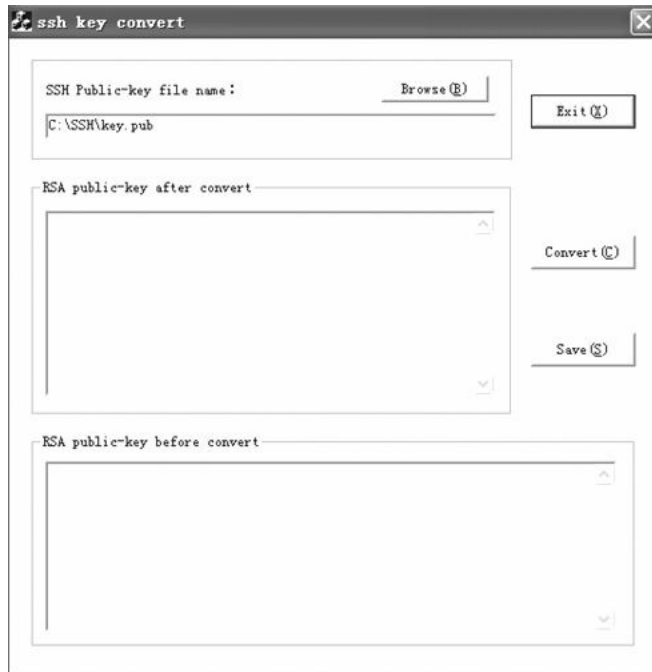 ssh key convert
SSH Public-key file name:
Browse(B)
C:\SSH\key.pub
Exit(X)
RSA public-key after convert
Convert(C)
Save(S)
RSA public-key before convert